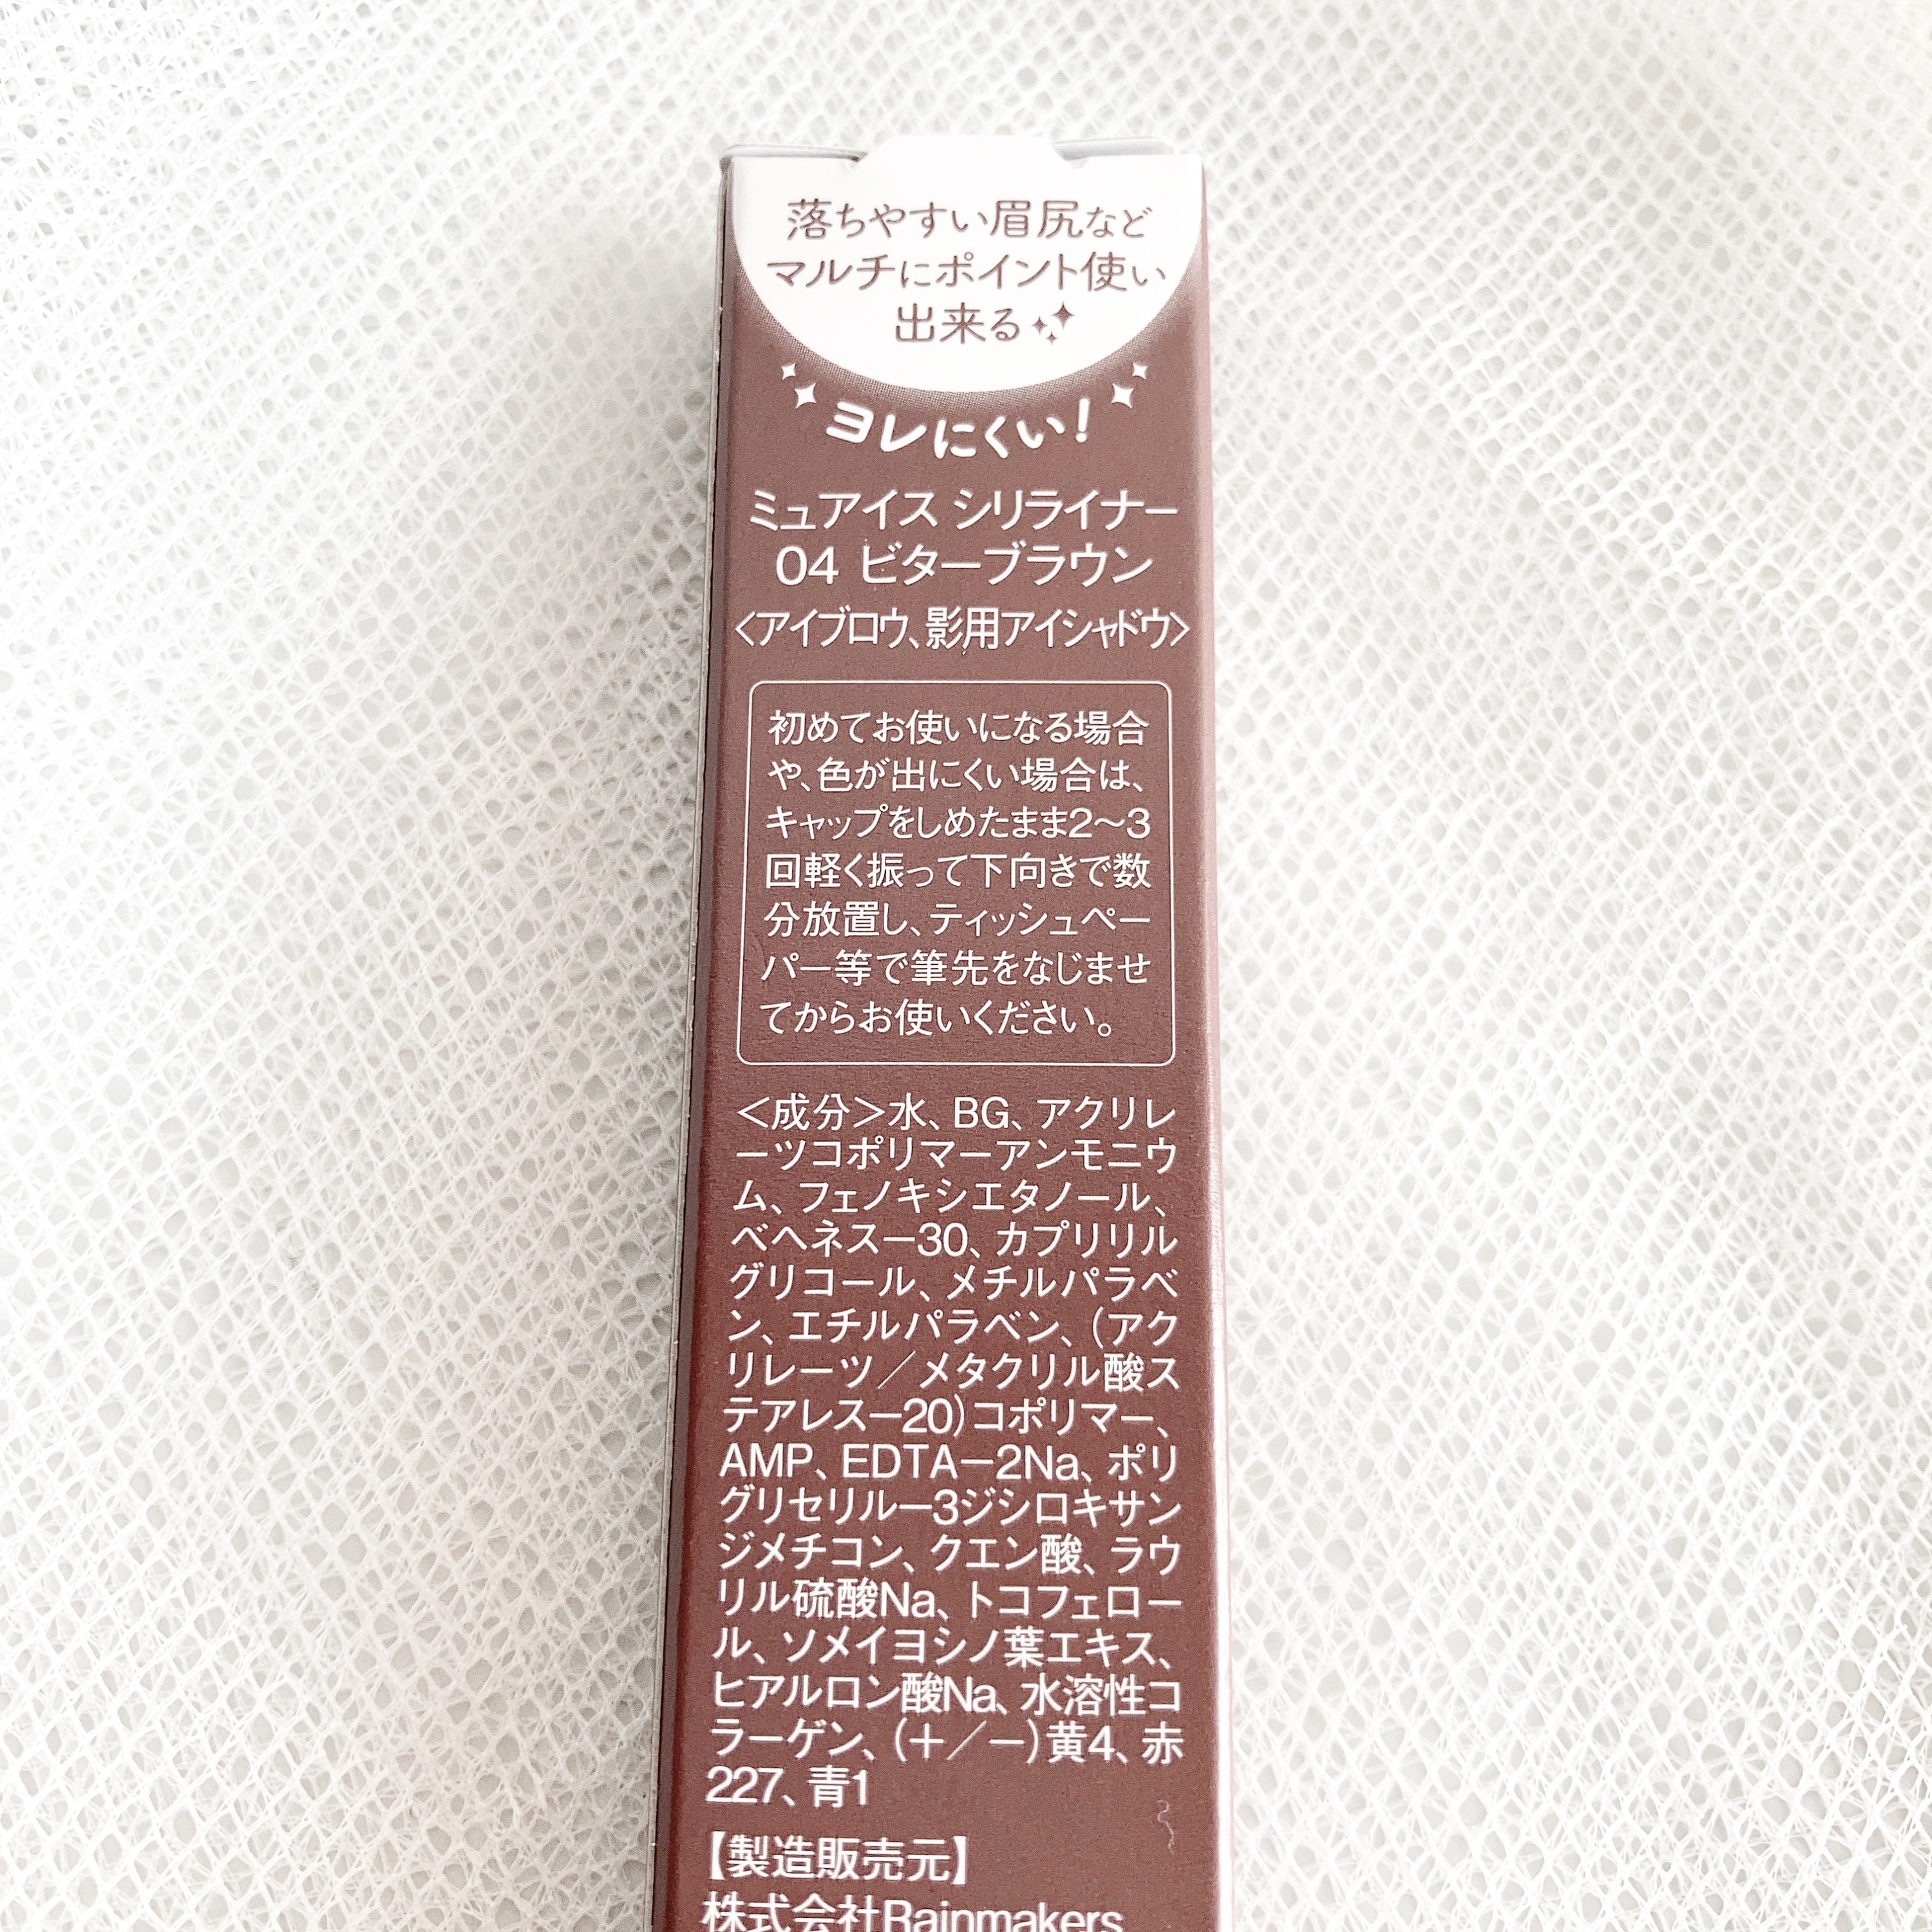 落ちやすい眉尻など
マルチにポイント使い
出来る
ヨレにくい!
ミュアイス シリライナー
04 ビターブラウン
<アイブロウ、影用アイシャドウ>
初めてお使いになる場合
や、色が出にくい場合は、
キャップをしめたまま2〜3
回軽く振って下向きで数
分放置し、ティッシュペー
パー等で筆先をなじませ
てからお使いください。
<成分>水、BG、アクリレ
ーツコポリマーアンモニウ
ム、フェノキシエタノール、
ベヘネス−30、カプリリル
グリコール、メチルパラベ
ン、エチルパラベン、(アク
リレーツ/メタクリル酸ス
テアレス−20)コポリマー、
AMP、EDTA−2Na、ポリ
グリセリル−3ジシロキサン
ジメチコン、クエン酸、ラウ
リル硫酸Na、トコフェロー
ル、ソメイヨシノ葉エキス、
ヒアルロン酸Na、水溶性コ
ラーゲン、(+/−)黄4、赤
227、青1
【製造販売元】
株式会社Rainmakers